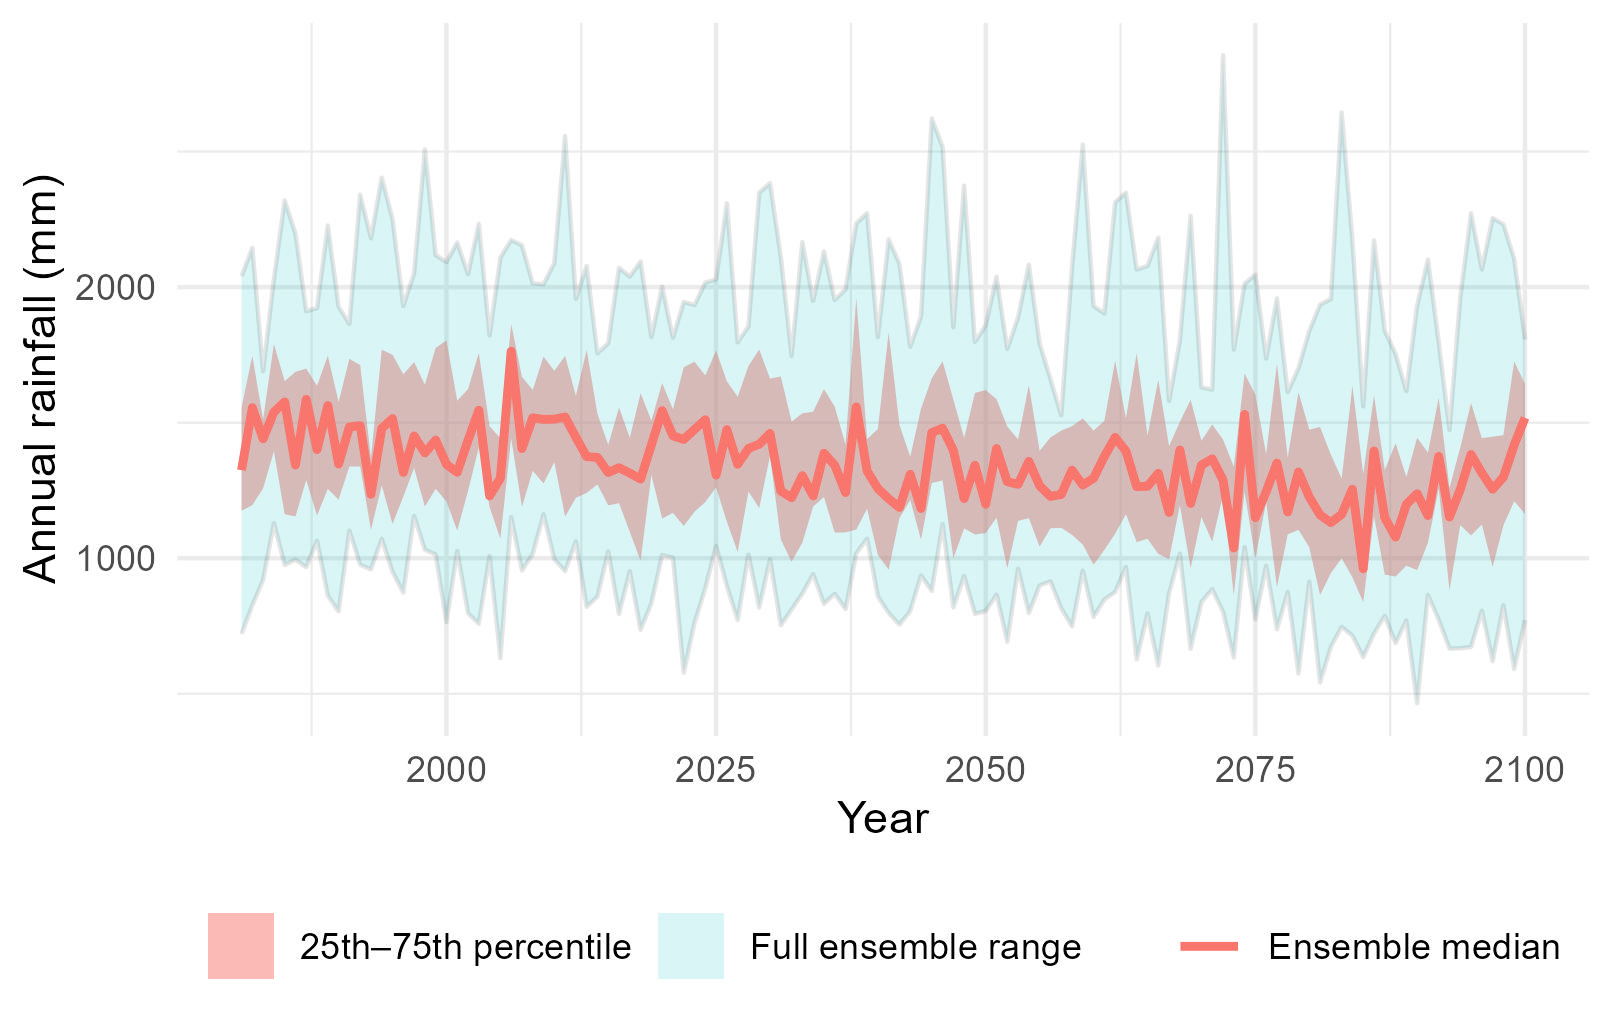 Annual rainfall (mm)
2000
1000
2000 2025 2050 2075 2100
Year
25th–75th percentile Full ensemble range Ensemble median